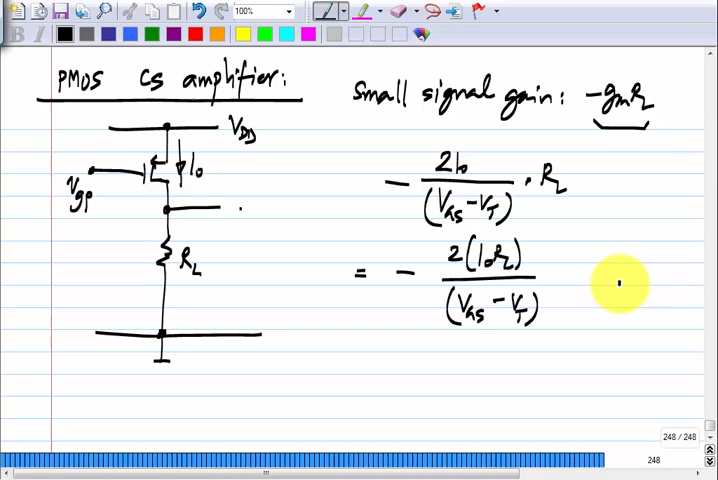 100%
PMOS CS amplifier:
Small signal gain: -gmRL
VDD
I0
Vgp
RL
- 2I0 / (VGS-VT) · RL
= - 2(I0RL) / (VGS - VT)
248 / 248
248